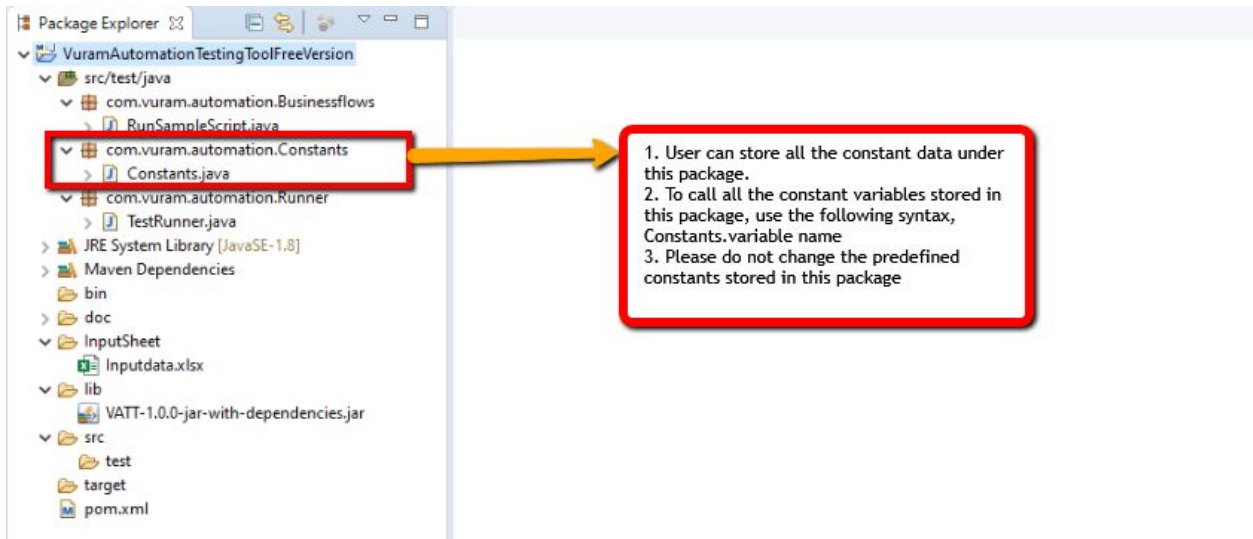 Package Explorer
VuramAutomationTestingToolFreeVersion
src/test/java
com.vuram.automation.Businessflows
RunSampleScript.java
com.vuram.automation.Constants
Constants.java
com.vuram.automation.Runner
TestRunner.java
JRE System Library [JavaSE-1.8]
Maven Dependencies
bin
doc
InputSheet
Inputdata.xlsx
lib
VATT-1.0.0-jar-with-dependencies.jar
src
test
target
pom.xml
1. User can store all the constant data under
this package.
2. To call all the constant variables stored in
this package, use the following syntax,
Constants.variable name
3. Please do not change the predefined
constants stored in this package